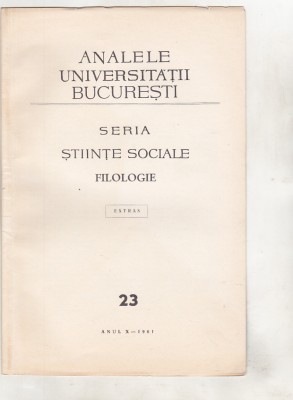 ANALELE
UNIVERSITĂȚII
BUCUREȘTI
SERIA
ȘTIINȚE SOCIALE
FILOLOGIE
EXTRAS
23
ANUL X — 1961